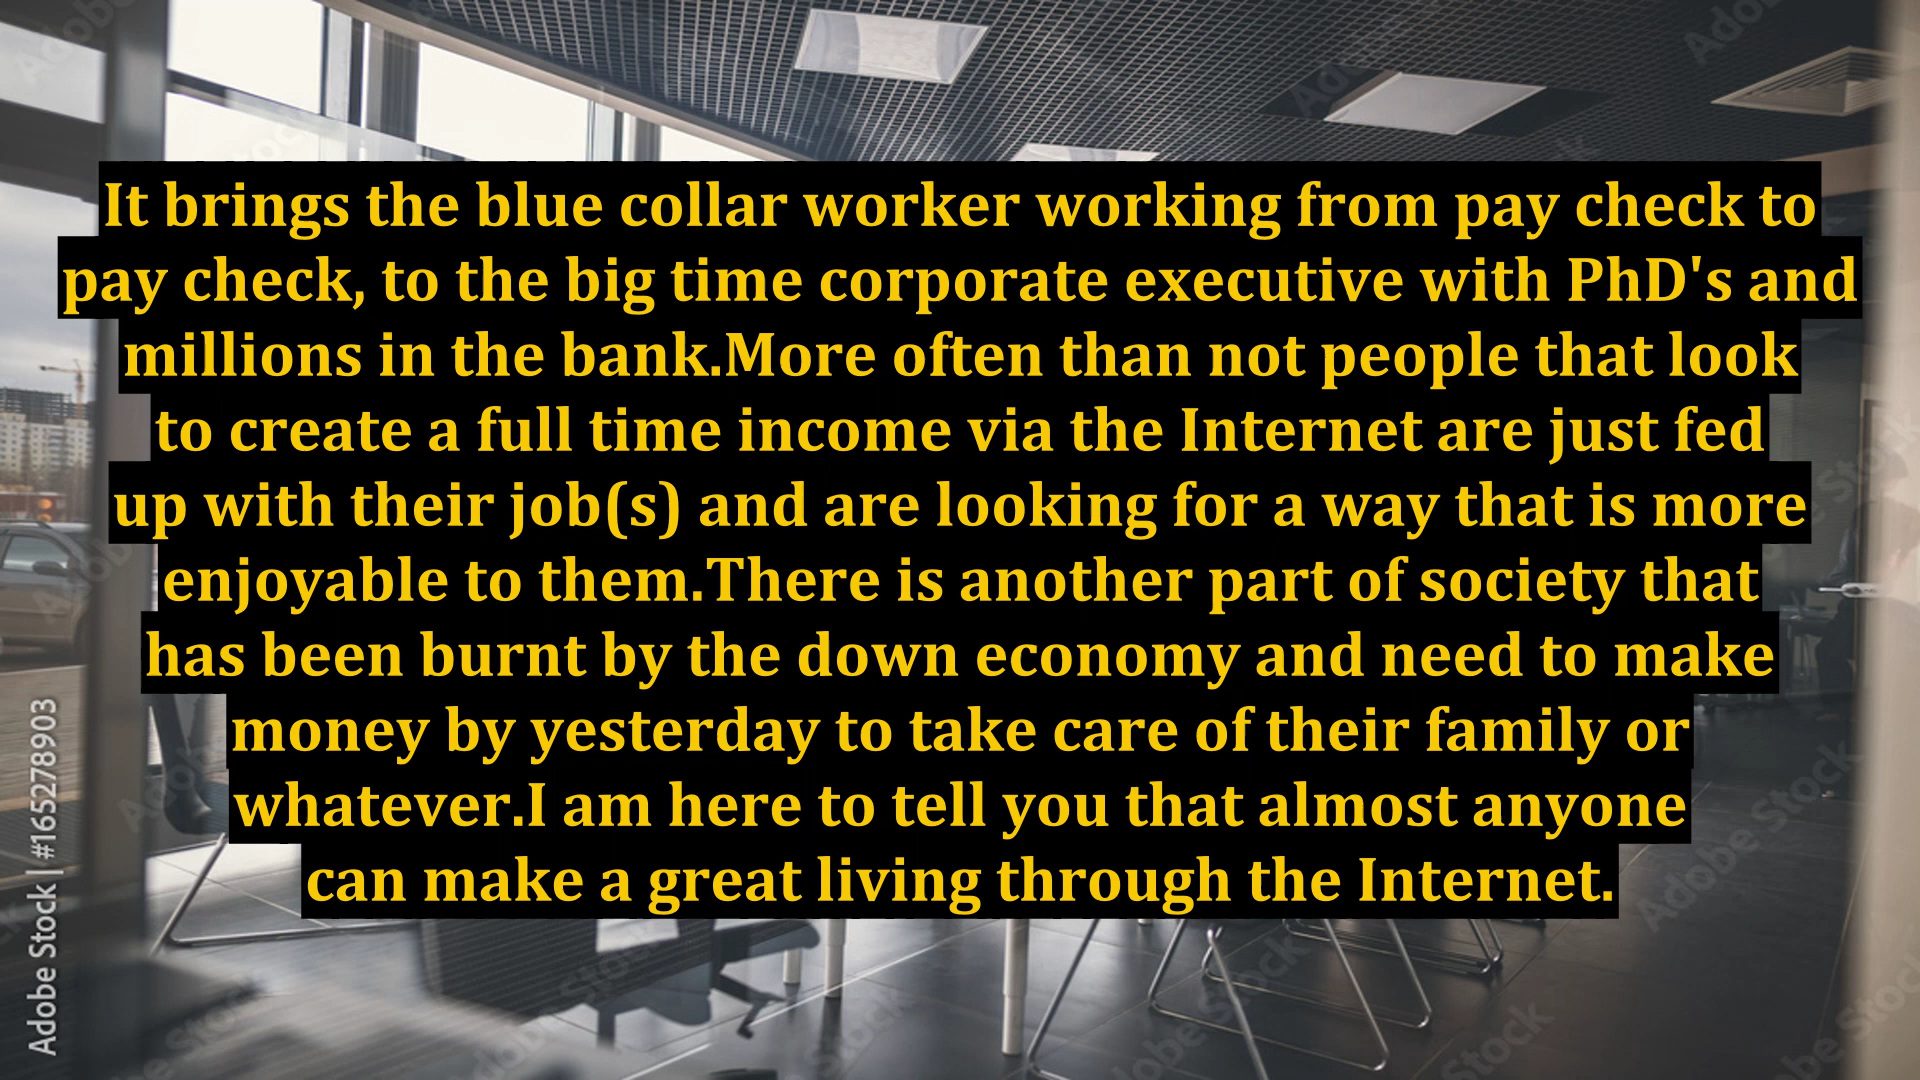 It brings the blue collar worker working from pay check to
pay check, to the big time corporate executive with PhD's and
millions in the bank.More often than not people that look
to create a full time income via the Internet are just fed
up with their job(s) and are looking for a way that is more
enjoyable to them.There is another part of society that
has been burnt by the down economy and need to make
money by yesterday to take care of their family or
whatever.I am here to tell you that almost anyone
can make a great living through the Internet.
Adobe Stock | #165278903